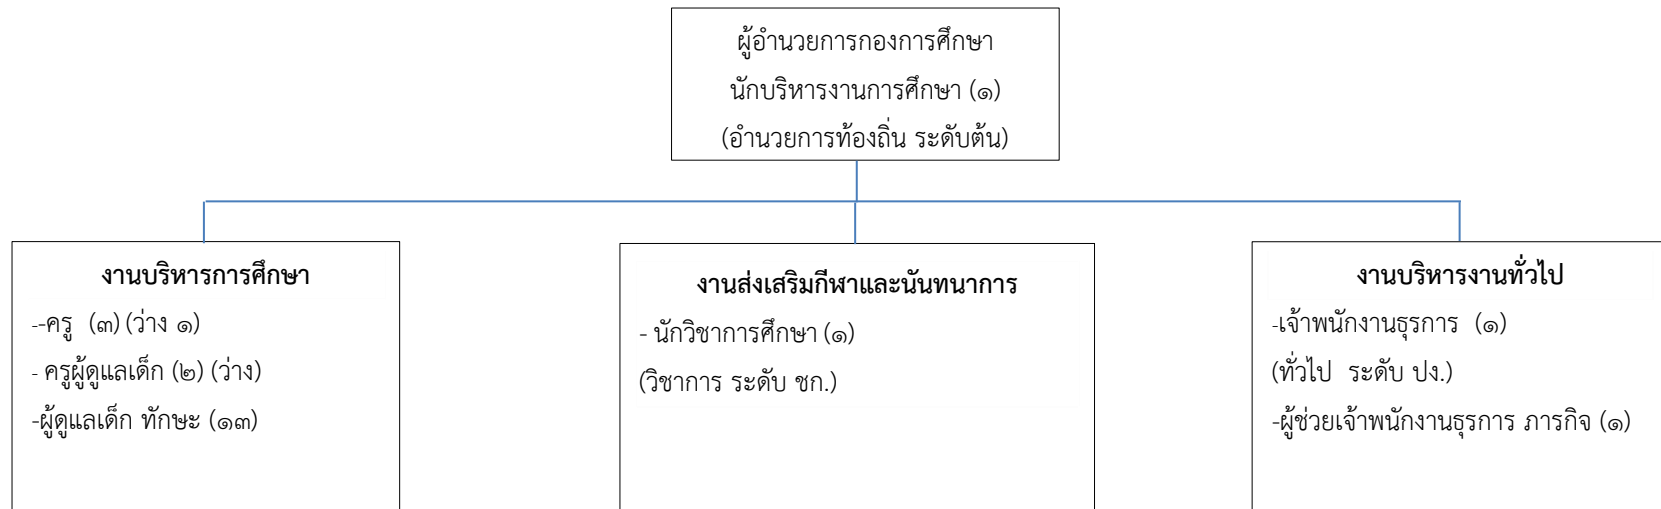 ผู้อำนวยการกองการศึกษา
นักบริหารงานการศึกษา (๑)
(อำนวยการท้องถิ่น ระดับต้น)
งานบริหารการศึกษา
--ครู (๓) (ว่าง ๑)
- ครูผู้ดูแลเด็ก (๒) (ว่าง)
-ผู้ดูแลเด็ก ทักษะ (๑๓)
งานส่งเสริมกีฬาและนันทนาการ
- นักวิชาการศึกษา (๑)
(วิชาการ ระดับ ชก.)
งานบริหารงานทั่วไป
-เจ้าพนักงานธุรการ (๑)
(ทั่วไป ระดับ ปง.)
-ผู้ช่วยเจ้าพนักงานธุรการ ภารกิจ (๑)